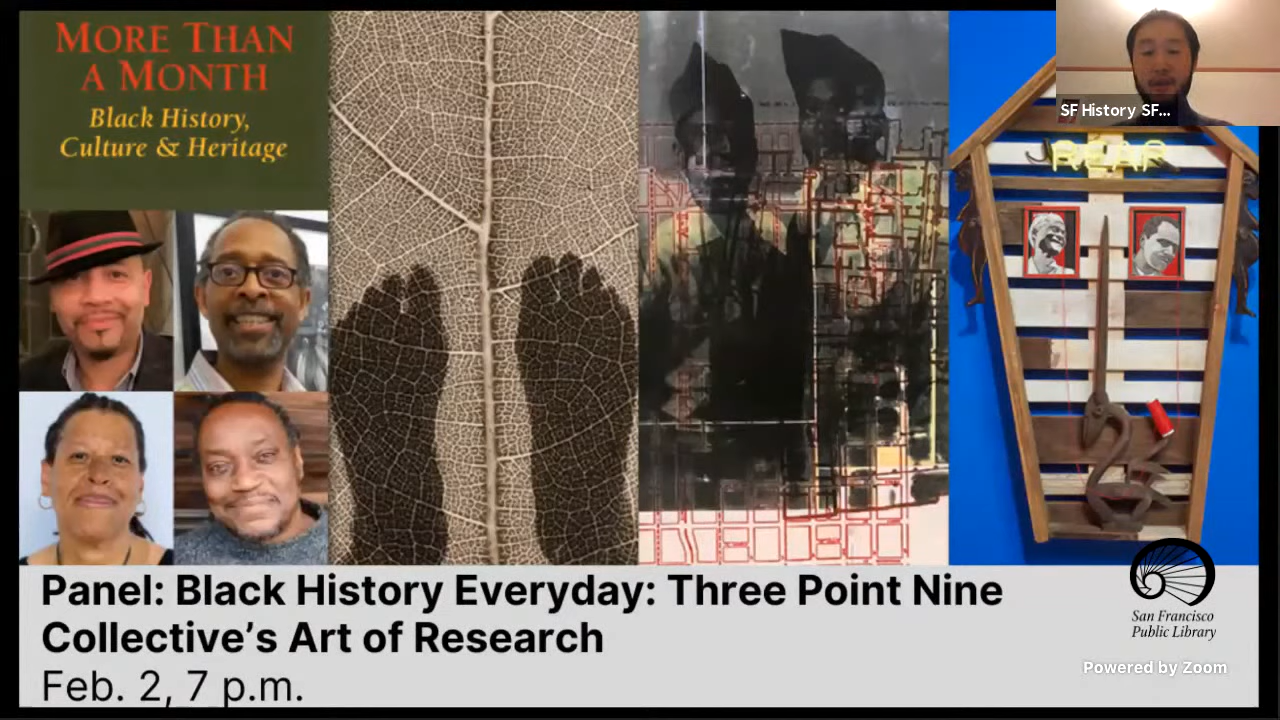 MORE THAN
A MONTH
Black History,
Culture & Heritage
SF History SF...
REAP
Panel: Black History Everyday: Three Point Nine
Collective's Art of Research
Feb. 2, 7 p.m.
San Francisco
Public Library
Powered by Zoom